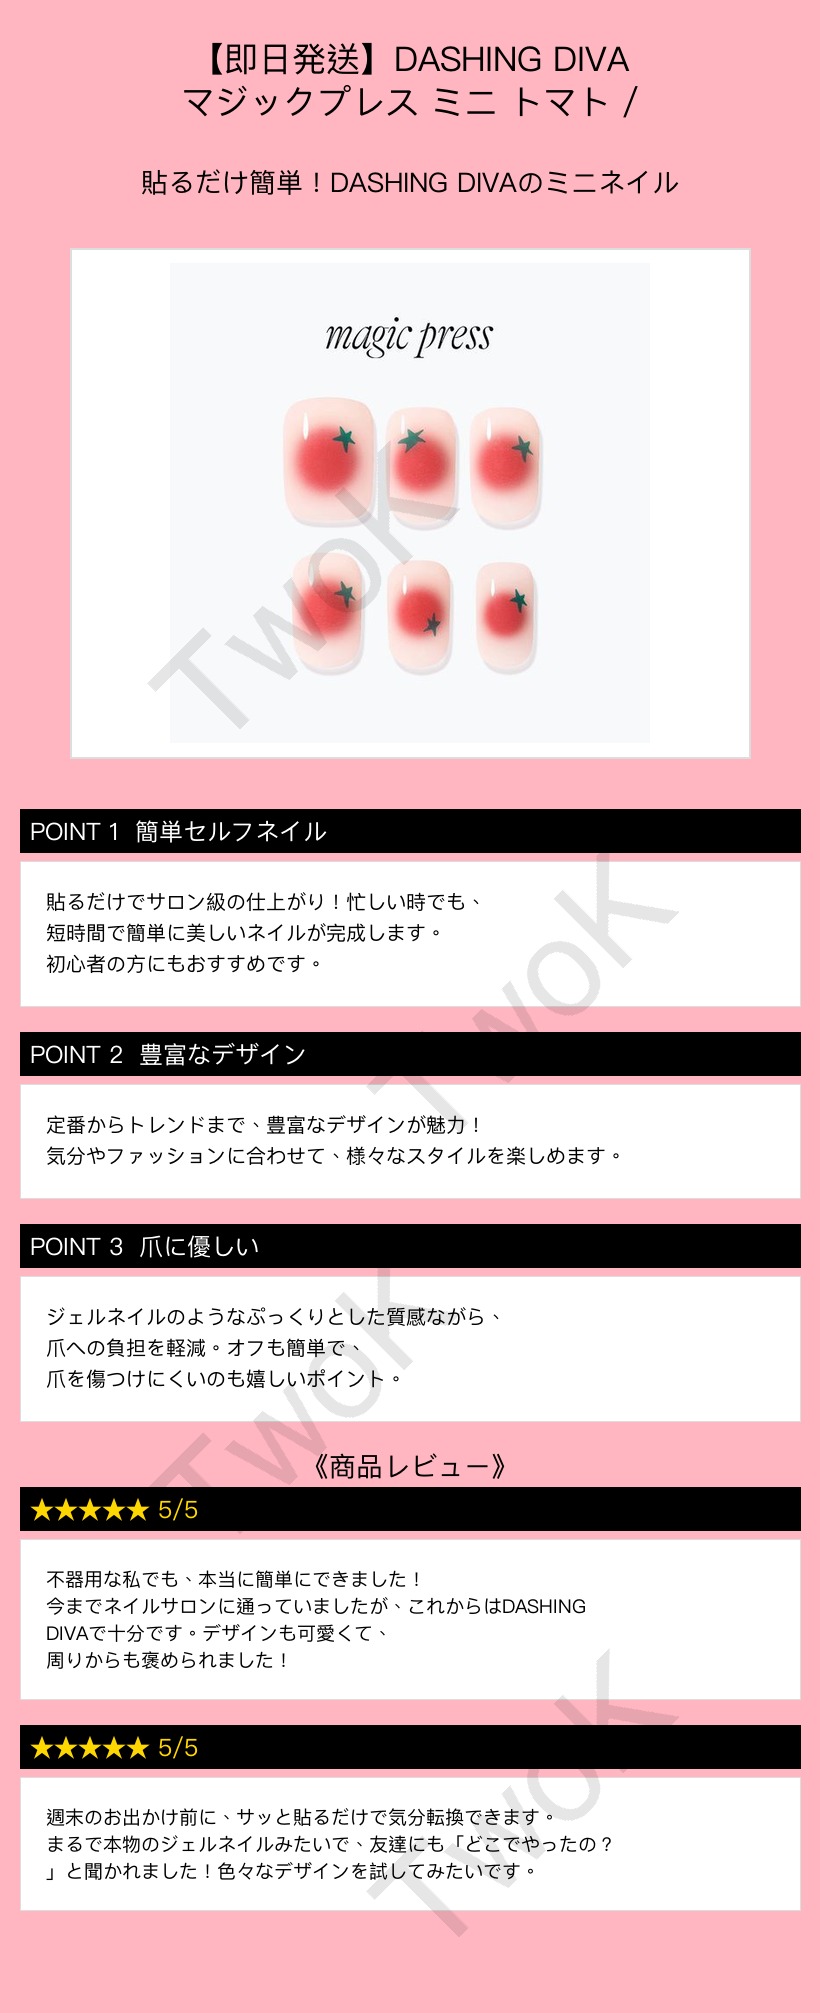 【即日発送】DASHING DIVA
マジックプレス ミニ トマト /
貼るだけ簡単！DASHING DIVAのミニネイル
magic press
TwoK
POINT 1 簡単セルフネイル
貼るだけでサロン級の仕上がり！忙しい時でも、
短時間で簡単に美しいネイルが完成します。
初心者の方にもおすすめです。
TwoK
POINT 2 豊富なデザイン
定番からトレンドまで、豊富なデザインが魅力！
気分やファッションに合わせて、様々なスタイルを楽しめます。
POINT 3 爪に優しい
ジェルネイルのようなぷっくりとした質感ながら、
爪への負担を軽減。オフも簡単で、
爪を傷つけにくいのも嬉しいポイント。
TwoK
《商品レビュー》
★★★★★ 5/5
不器用な私でも、本当に簡単にできました！
今までネイルサロンに通っていましたが、これからはDASHING
DIVAで十分です。デザインも可愛くて、
周りからも褒められました！
★★★★★ 5/5
週末のお出かけ前に、サッと貼るだけで気分転換できます。
まるで本物のジェルネイルみたいで、友達にも「どこでやったの？
」と聞かれました！色々なデザインを試してみたいです。
TwoK